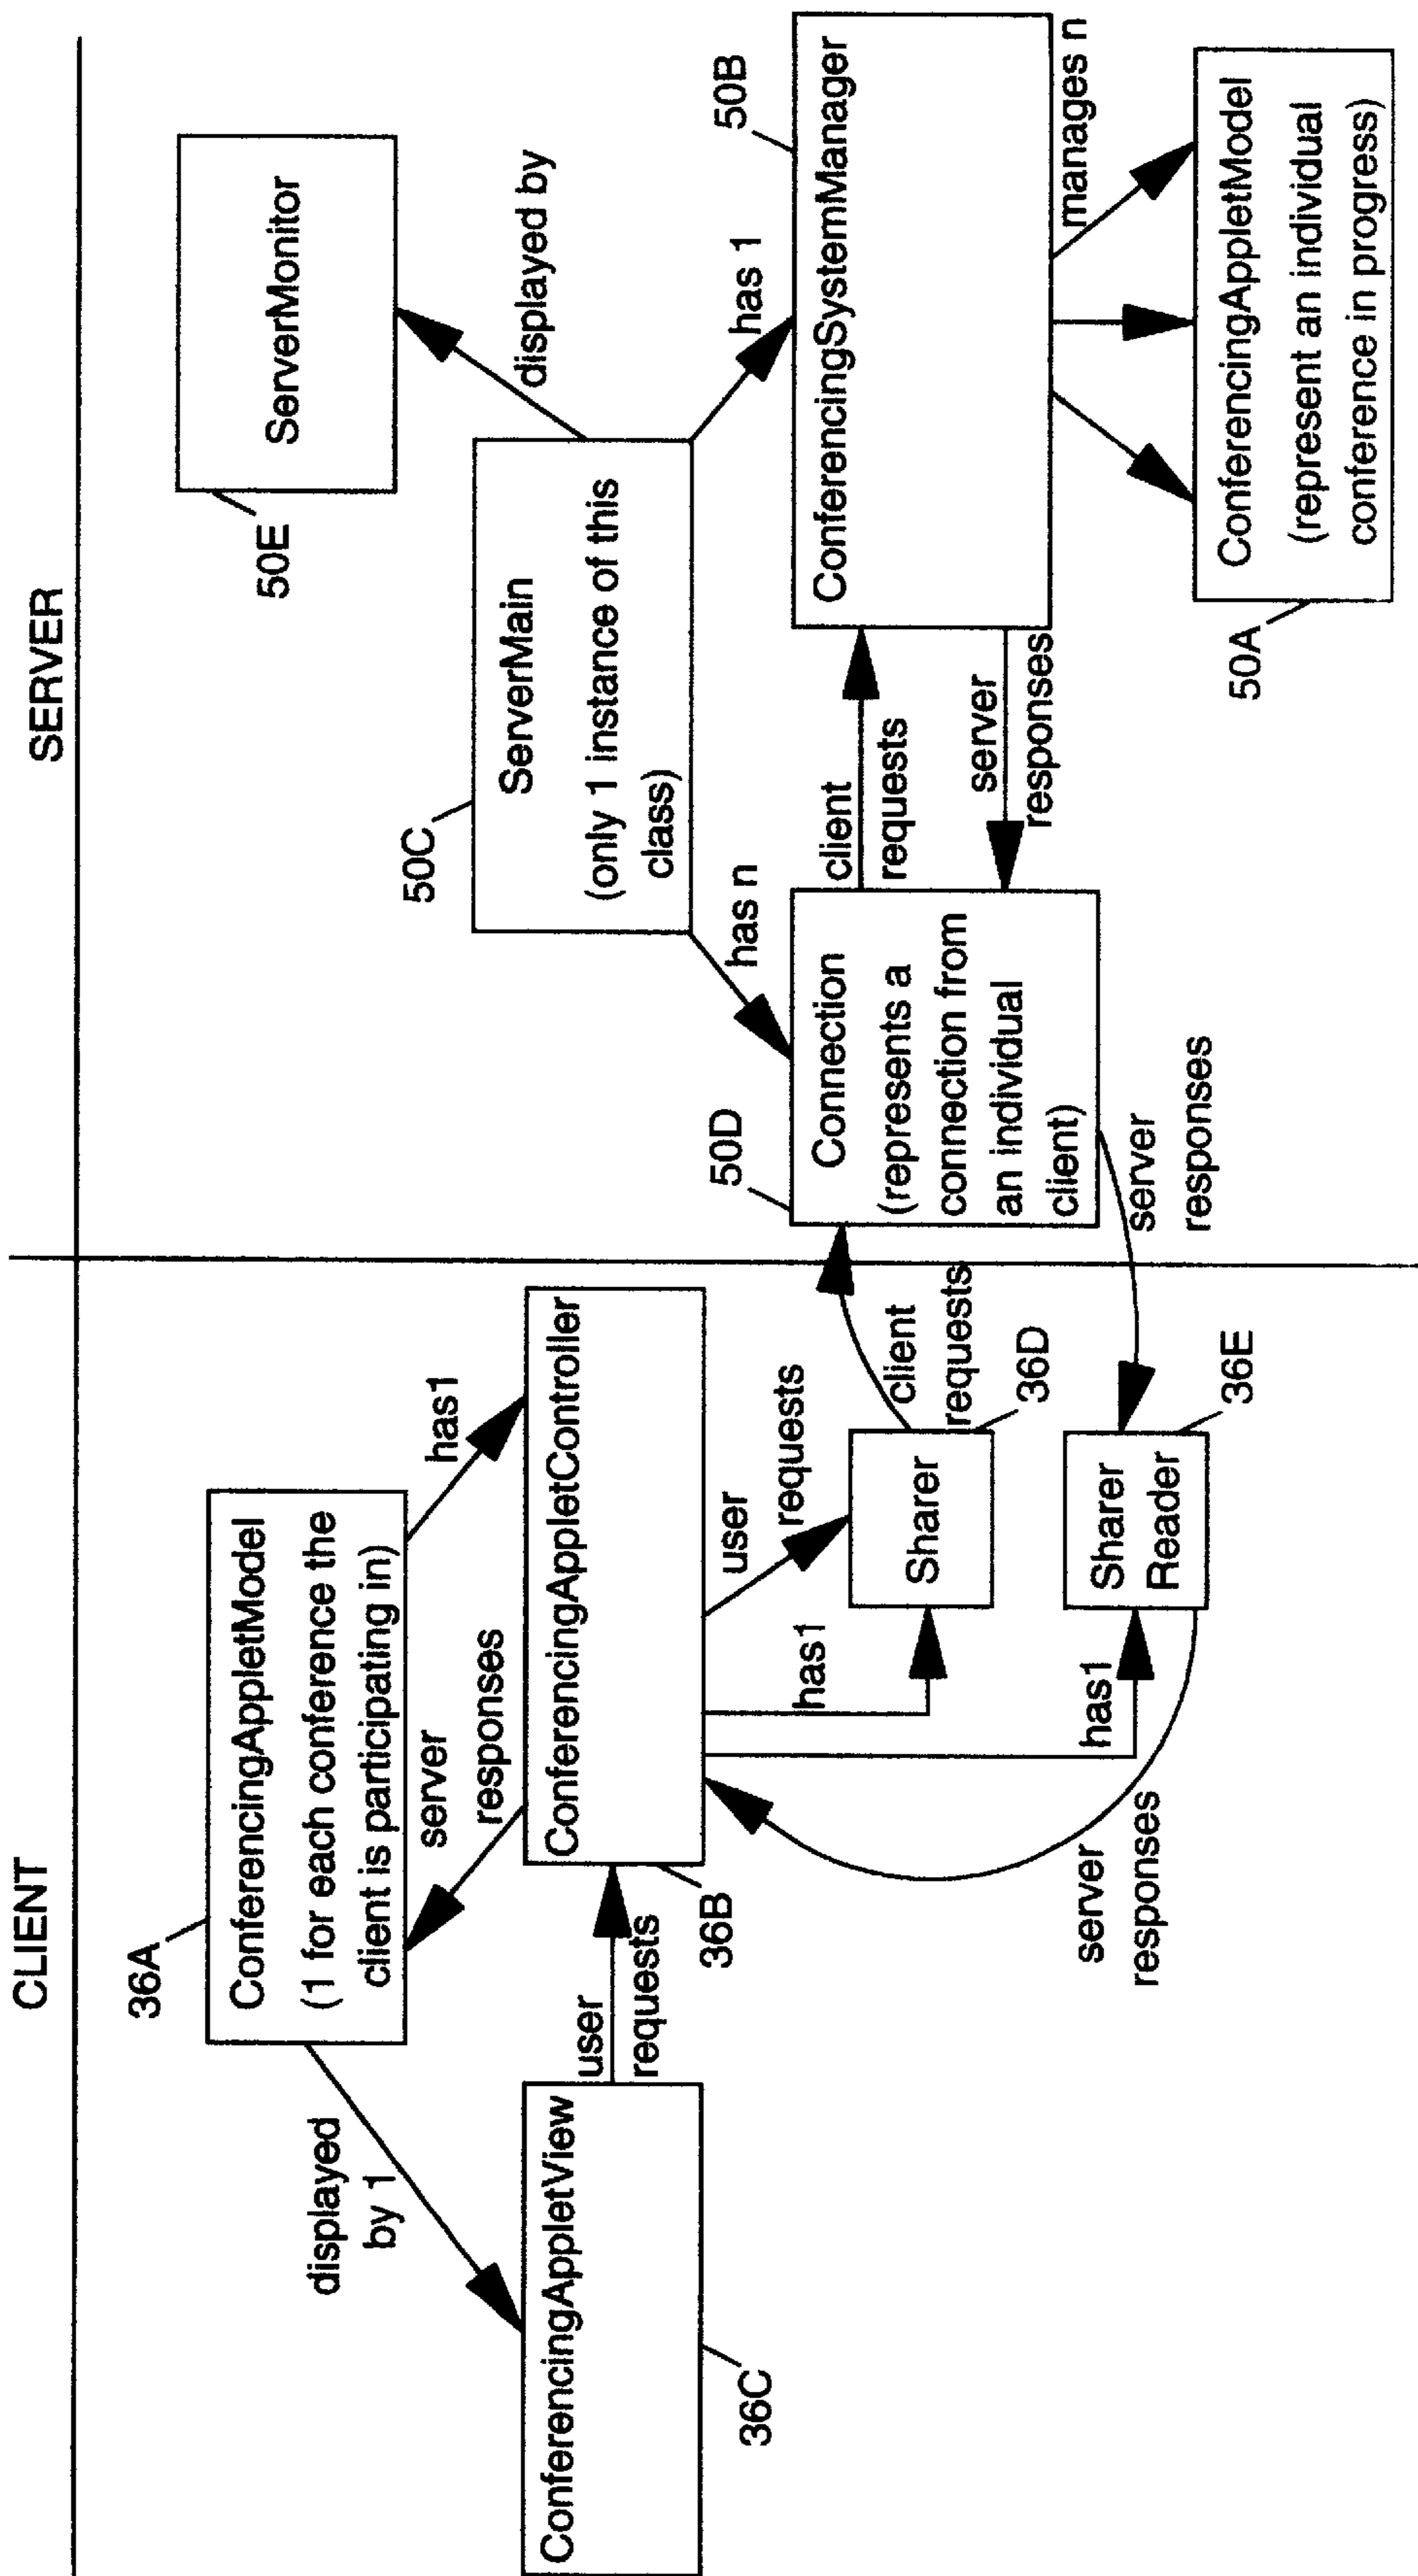 CLIENT
SERVER
36A
ConferencingAppletModel
(1 for each conference the
client is participating in)
displayed
by 1
server
responses
has1
ConferencingAppletView
36C
user
requests
ConferencingAppletController
36B
user
requests
has1
has1
Sharer
36D
client
requests
Sharer
Reader
36E
server
responses
server
responses
50E
ServerMonitor
displayed by
50C
ServerMain
(only 1 instance of this
class)
has n
has 1
50D
Connection
(represents a
connection from
an individual
client)
client
requests
server
responses
50B
ConferencingSystemManager
manages n
50A
ConferencingAppletModel
(represent an individual
conference in progress)